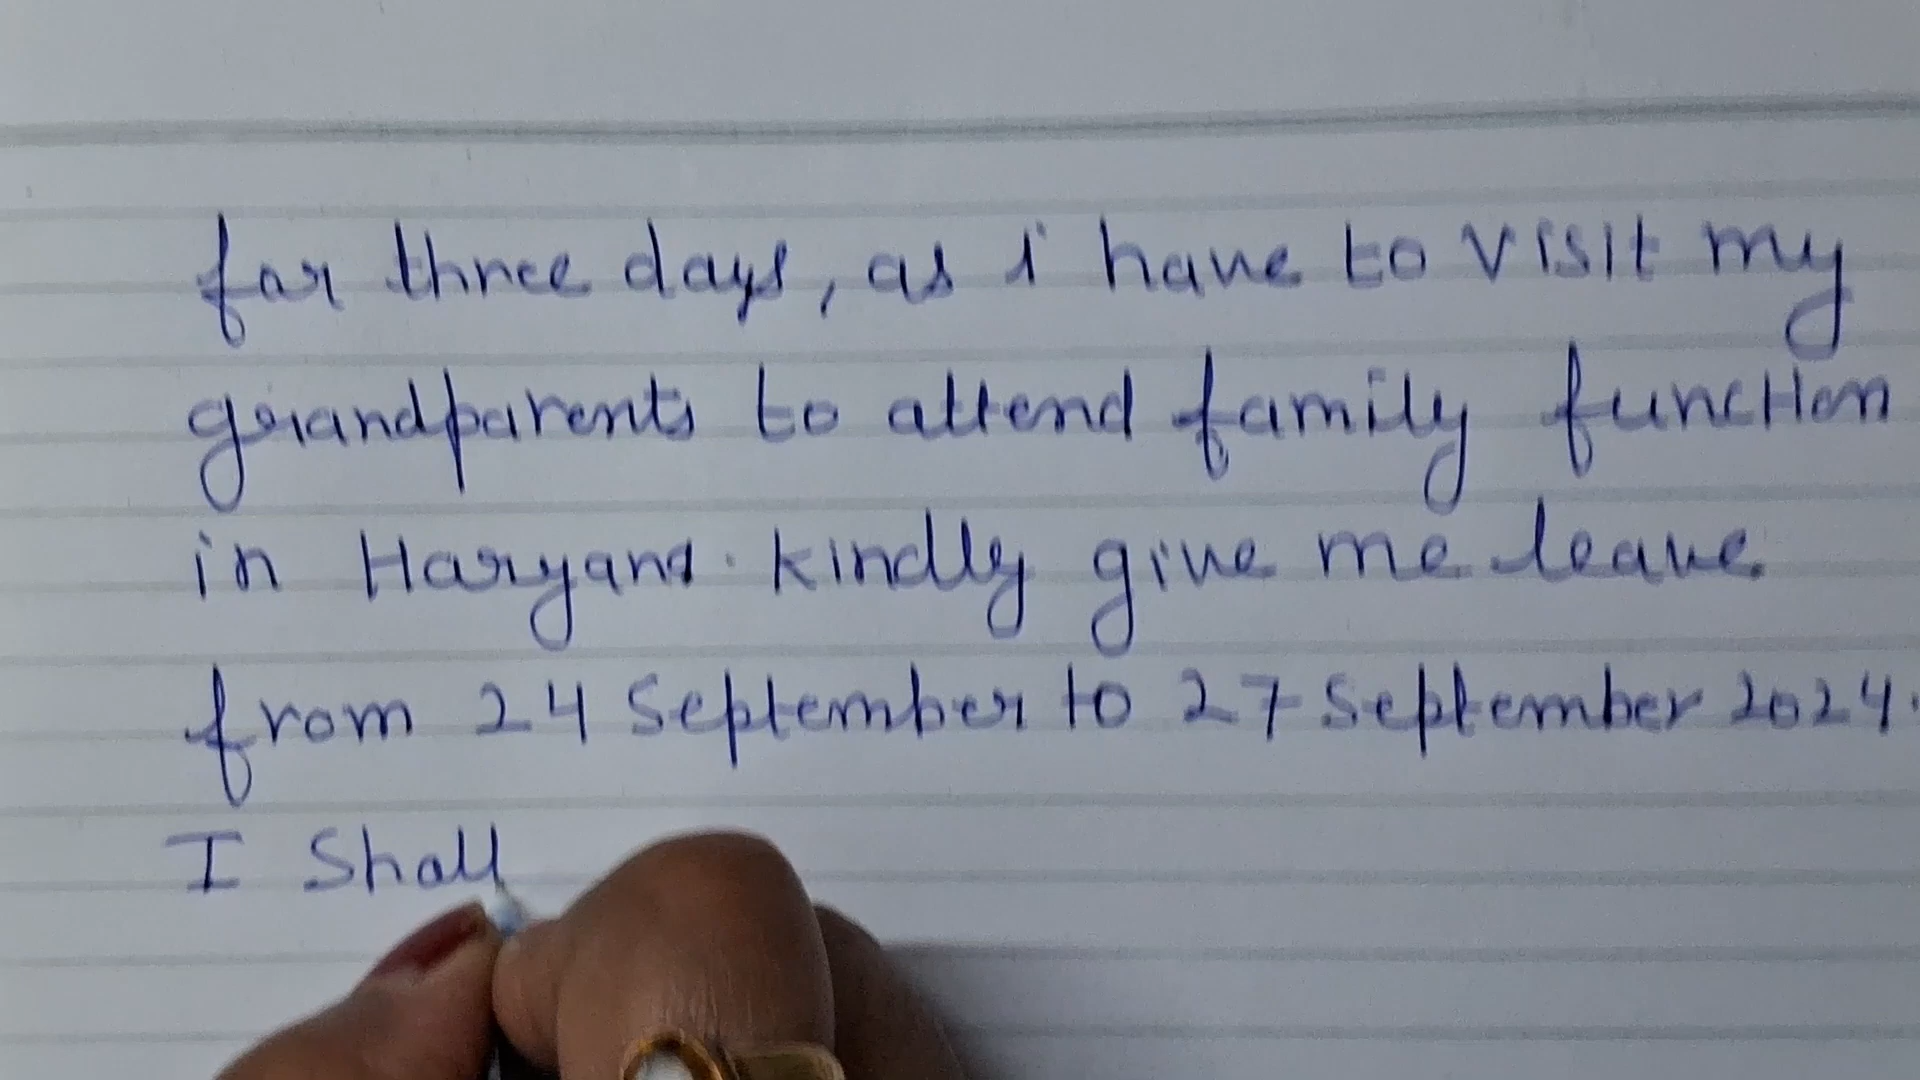 for three days, as i have to visit my
grandparents to attend family function
in Haryana. kindly give me leave
from 24 September to 27 September 2024.
I Shall